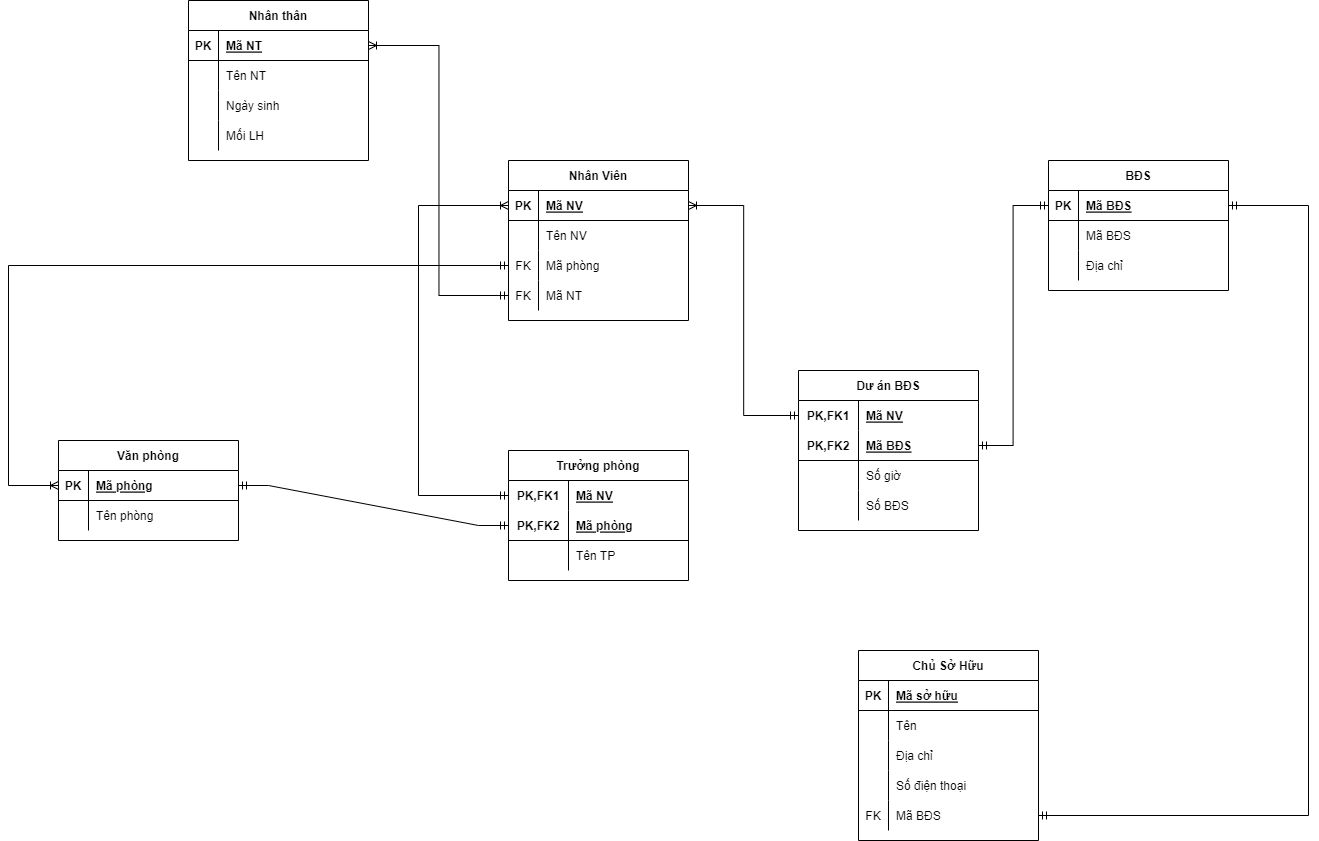 Nhân thân
PK Mã NT
Tên NT
Ngày sinh
Mối LH
Nhân Viên
PK Mã NV
Tên NV
FK Mã phòng
FK Mã NT
BĐS
PK Mã BĐS
Mã BĐS
Địa chỉ
Dư án BĐS
PK,FK1 Mã NV
PK,FK2 Mã BĐS
Số giờ
Số BĐS
Văn phòng
PK Mã phòng
Tên phòng
Trưởng phòng
PK,FK1 Mã NV
PK,FK2 Mã phòng
Tên TP
Chủ Sở Hữu
PK Mã sở hữu
Tên
Địa chỉ
Số điện thoại
FK Mã BĐS